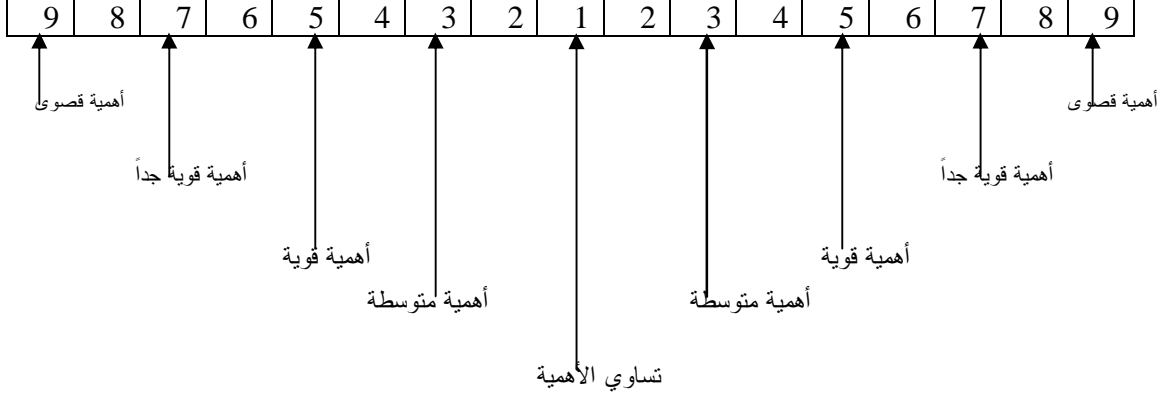 9 8 7 6 5 4 3 2 1 2 3 4 5 6 7 8 9
أهمية قصوى
أهمية قصوى
أهمية قوية جداً
أهمية قوية جداً
أهمية قوية
أهمية قوية
أهمية متوسطة
أهمية متوسطة
تساوي الأهمية